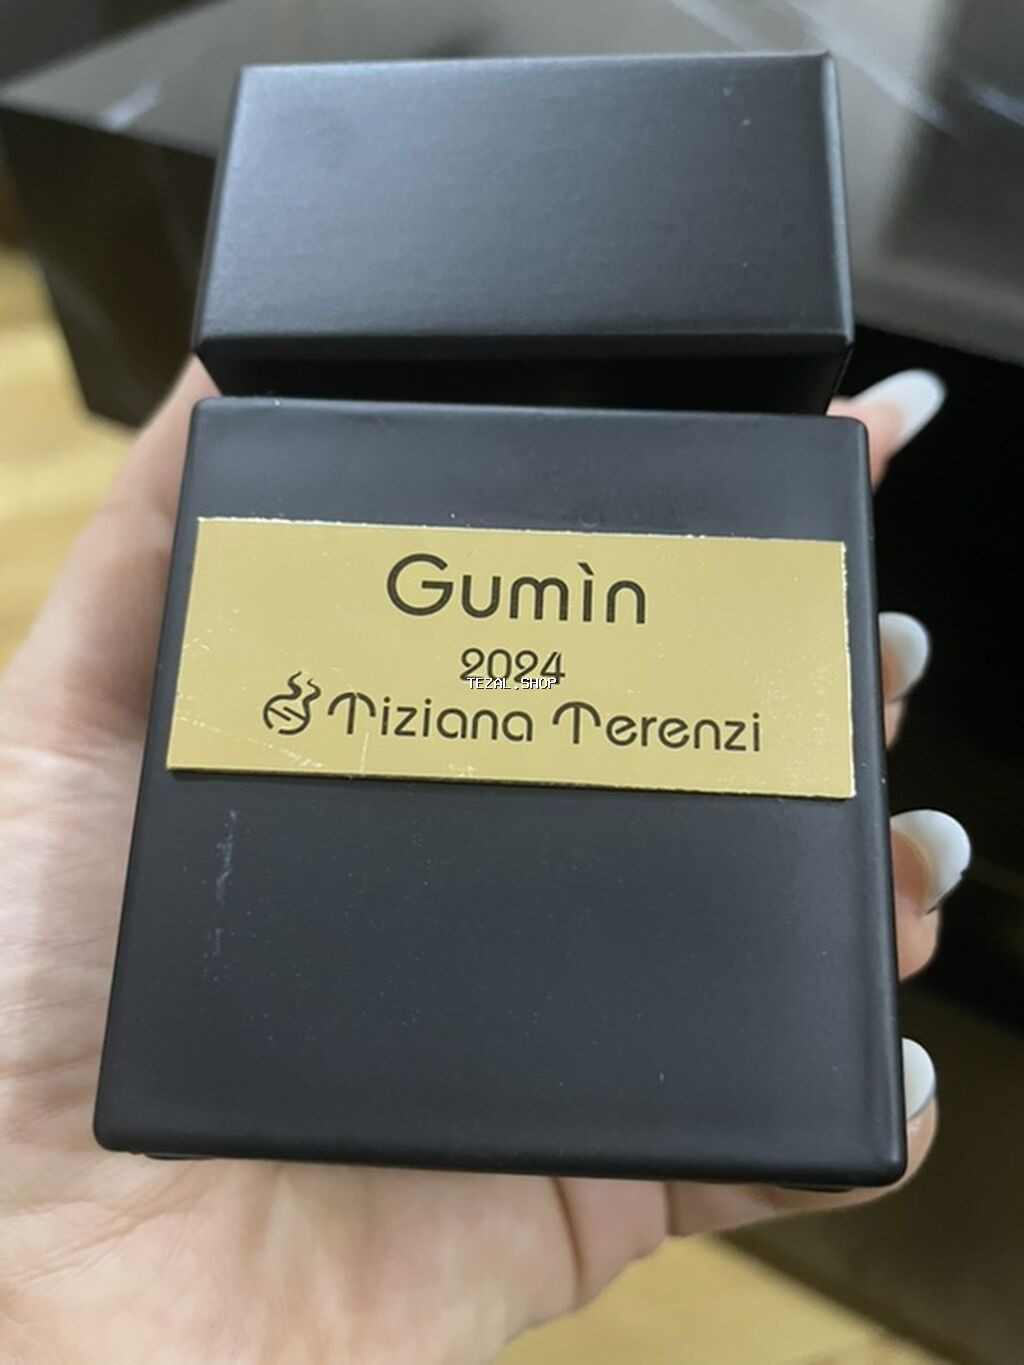 Gumìn
2024
TEZAL.SHOP
Tiziana Terenzi